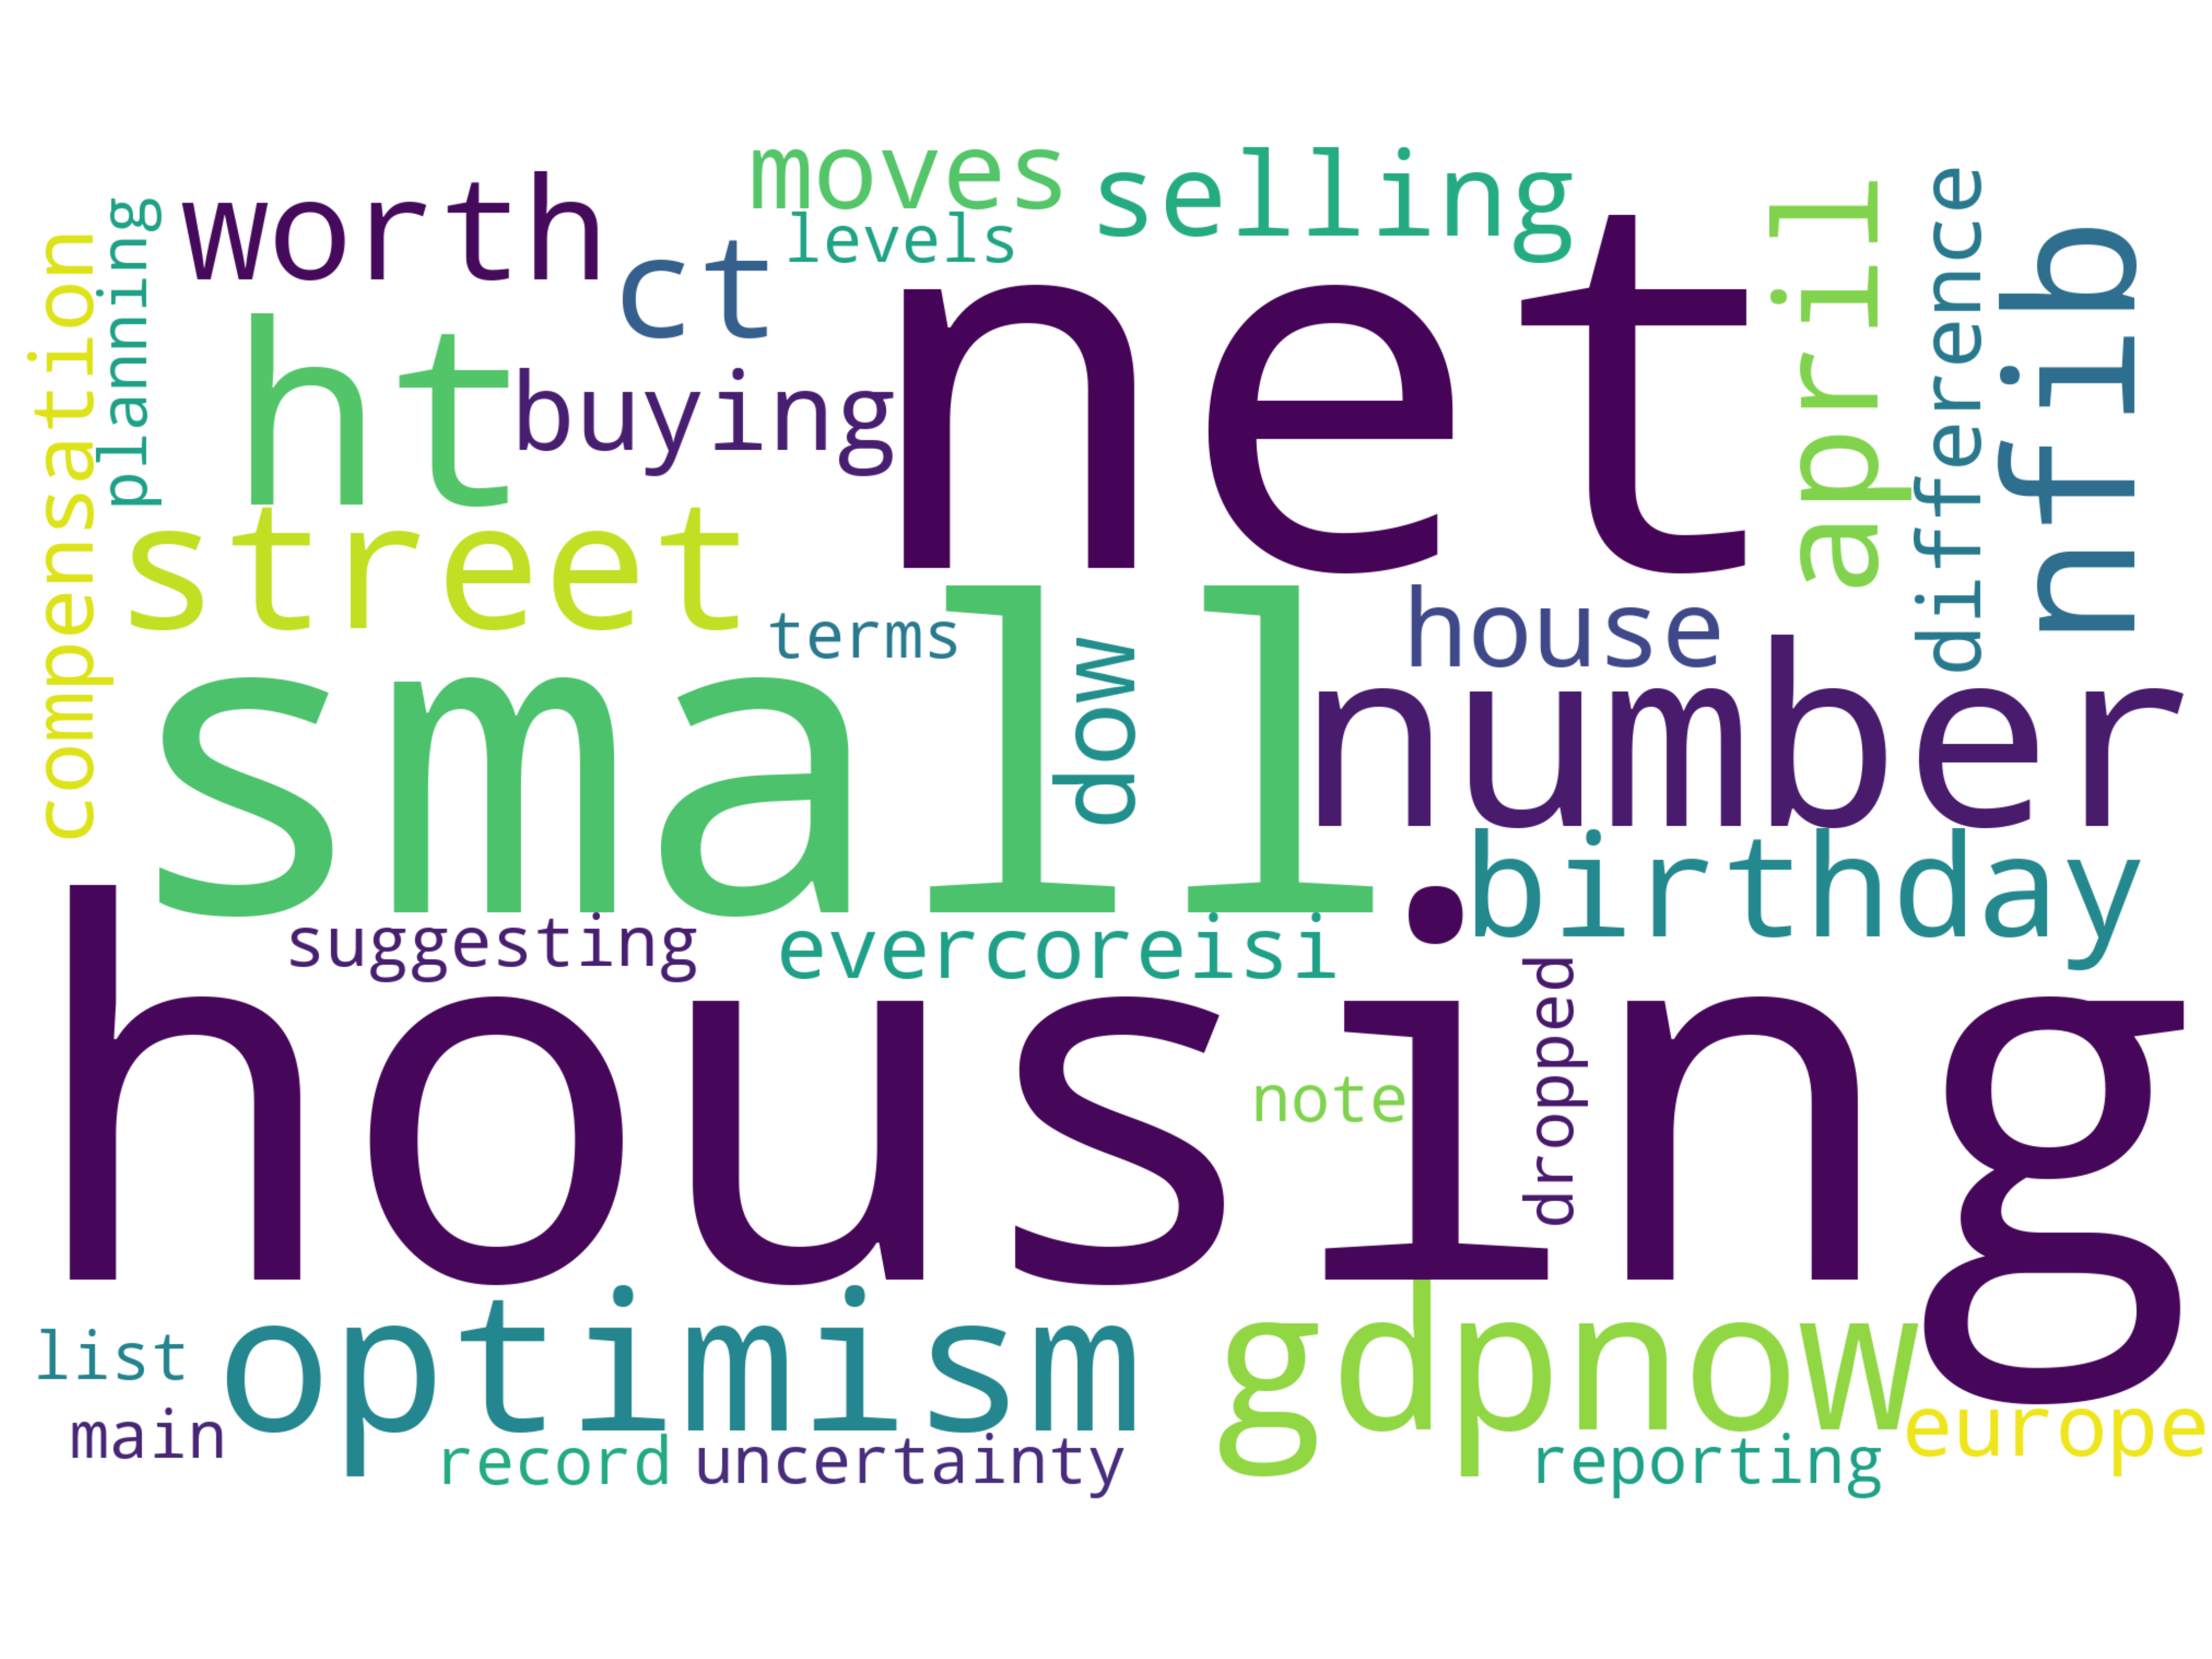 moves
selling
worth
levels
ct
net
april
difference
nfib
planning
compensation
ht
buying
street
terms
dow
house
small
number
birthday
suggesting
evercoreisi
housing
note
dropped
list
optimism
gdpnow
europe
main
record
uncertainty
reporting